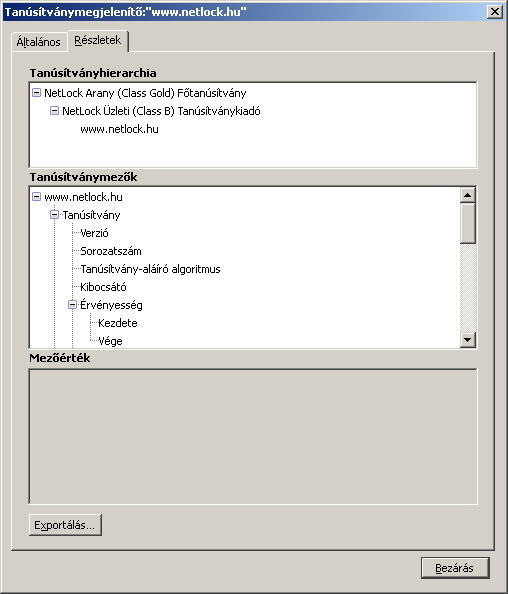 Tanúsítványmegjelenítő:"www.netlock.hu"
Általános
Részletek
Tanúsítványhierarchia
NetLock Arany (Class Gold) Főtanúsítvány
NetLock Üzleti (Class B) Tanúsítványkiadó
www.netlock.hu
Tanúsítványmezők
www.netlock.hu
Tanúsítvány
Verzió
Sorozatszám
Tanúsítvány-aláíró algoritmus
Kibocsátó
Érvényesség
Kezdete
Vége
Mezőérték
Exportálás...
Bezárás